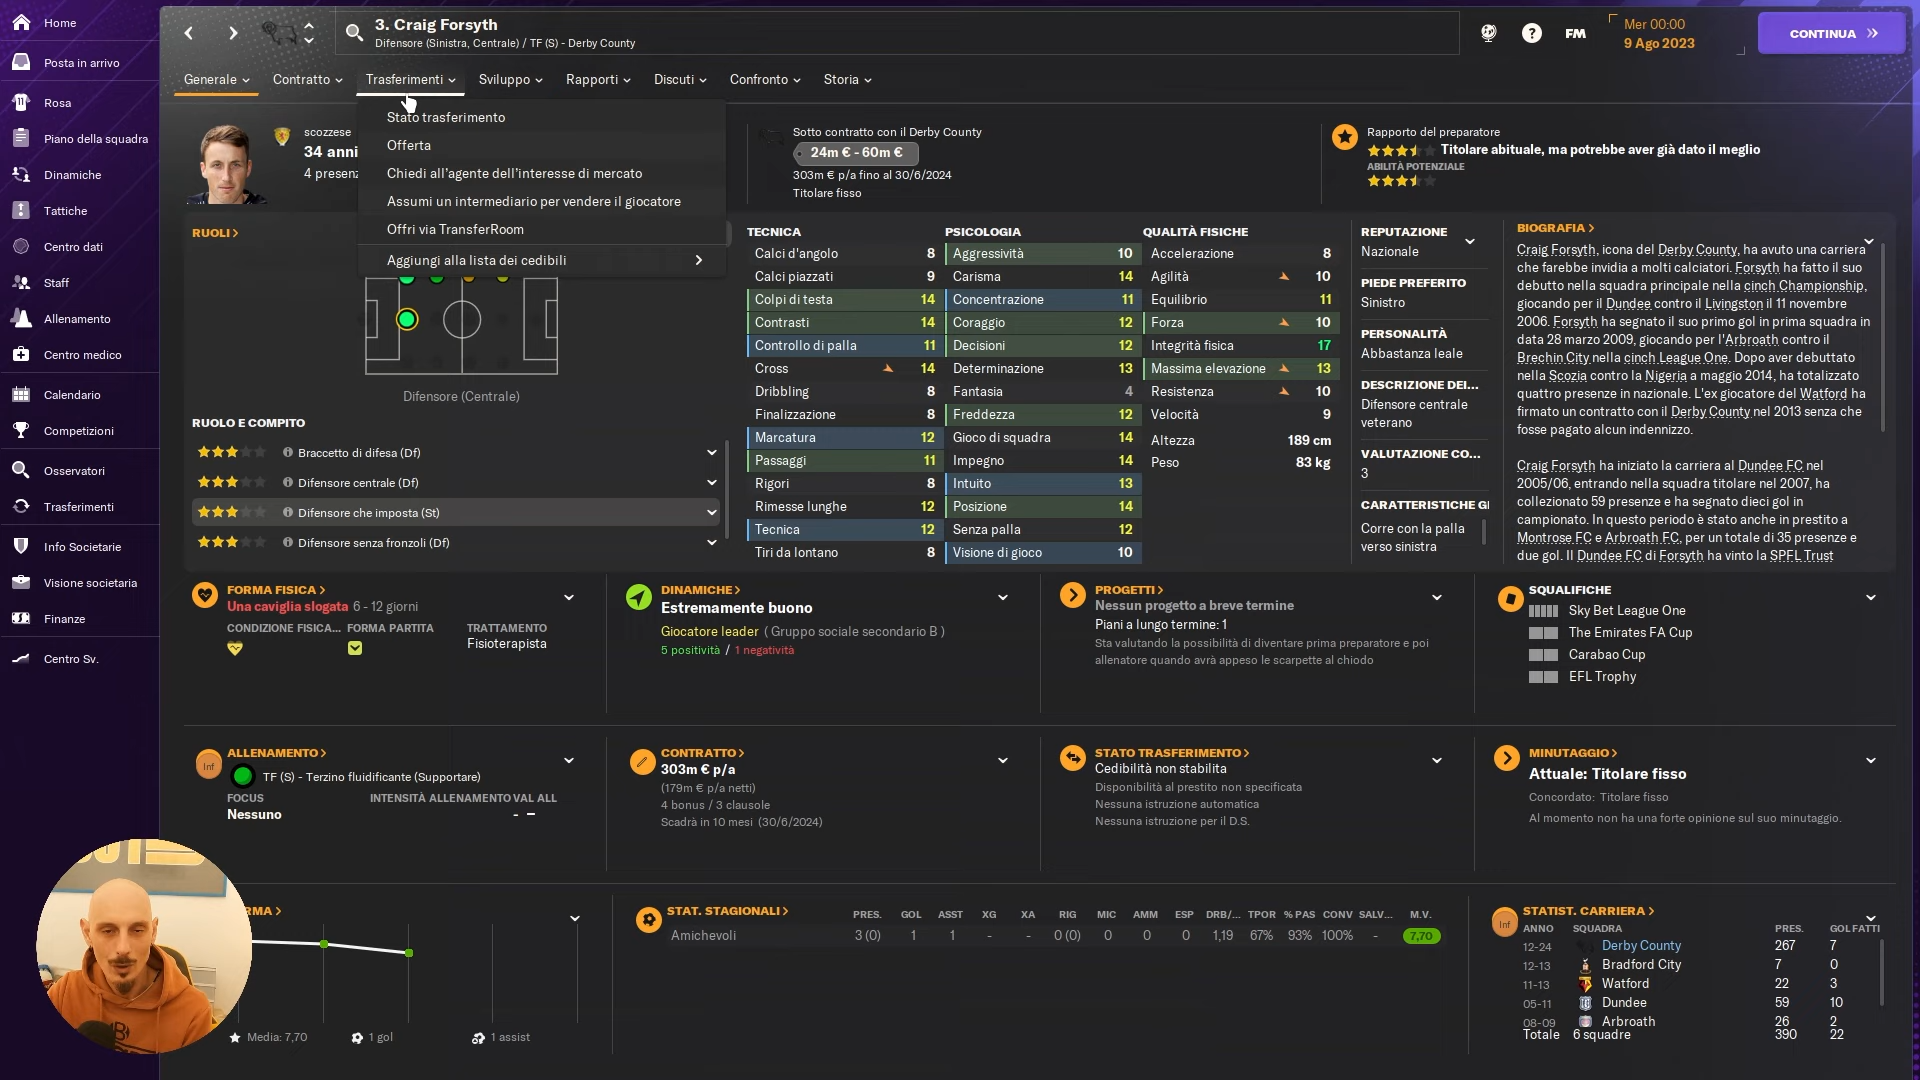 Home
Posta in arrivo
Rosa
Piano della squadra
Dinamiche
Tattiche
Centro dati
Staff
Allenamento
Centro medico
Calendario
Competizioni
Osservatori
Trasferimenti
Info Societarie
Visione societaria
Finanze
Centro Sv.
3. Craig Forsyth
Difensore (Sinistra, Centrale) / TF (S) - Derby County
FM
Mer 00:00
9 Ago 2023
CONTINUA
Generale
Contratto
Trasferimenti
Sviluppo
Rapporti
Discuti
Confronto
Storia
Stato trasferimento
Offerta
Chiedi all'agente dell'interesse di mercato
Assumi un intermediario per vendere il giocatore
Offri via TransferRoom
Aggiungi alla lista dei cedibili
scozzese
34 anni
4 presenz
Sotto contratto con il Derby County
24m € - 60m €
303m € p/a fino al 30/6/2024
Titolare fisso
Rapporto del preparatore
Titolare abituale, ma potrebbe aver già dato il meglio
ABILITÀ POTENZIALE
RUOLI
Difensore (Centrale)
RUOLO E COMPITO
Braccetto di difesa (Df)
Difensore centrale (Df)
Difensore che imposta (St)
Difensore senza fronzoli (Df)
TECNICA
Calci d'angolo 8
Calci piazzati 9
Colpi di testa 14
Contrasti 14
Controllo di palla 11
Cross 14
Dribbling 8
Finalizzazione 8
Marcatura 12
Passaggi 11
Rigori 8
Rimesse lunghe 12
Tecnica 12
Tiri da lontano 8
PSICOLOGIA
Aggressività 10
Carisma 14
Concentrazione 11
Coraggio 12
Decisioni 12
Determinazione 13
Fantasia 4
Freddezza 12
Gioco di squadra 14
Impegno 14
Intuito 13
Posizione 14
Senza palla 12
Visione di gioco 10
QUALITÀ FISICHE
Accelerazione 8
Agilità 10
Equilibrio 11
Forza 10
Integrità fisica 17
Massima elevazione 13
Resistenza 10
Velocità 9
Altezza 189 cm
Peso 83 kg
REPUTAZIONE
Nazionale
PIEDE PREFERITO
Sinistro
PERSONALITÀ
Abbastanza leale
DESCRIZIONE DEI...
Difensore centrale
veterano
VALUTAZIONE CO...
3
CARATTERISTICHE GI
Corre con la palla
verso sinistra
BIOGRAFIA
Craig Forsyth, icona del Derby County, ha avuto una carriera
che farebbe invidia a molti calciatori. Forsyth ha fatto il suo
debutto nella squadra principale nella cinch Championship,
giocando per il Dundee contro il Livingston il 11 novembre
2006. Forsyth ha segnato il suo primo gol in prima squadra in
data 28 marzo 2009, giocando per l'Arbroath contro il
Brechin City nella cinch League One. Dopo aver debuttato
nella Scozia contro la Nigeria a maggio 2014, ha totalizzato
quattro presenze in nazionale. L'ex giocatore del Watford ha
firmato un contratto con il Derby County nel 2013 senza che
fosse pagato alcun indennizzo.
Craig Forsyth ha iniziato la carriera al Dundee FC nel
2005/06, entrando nella squadra titolare nel 2007, ha
collezionato 59 presenze e ha segnato dieci gol in
campionato. In questo periodo è stato anche in prestito a
Montrose FC e Arbroath FC, per un totale di 35 presenze e
due gol. Il Dundee FC di Forsyth ha vinto la SPFL Trust
FORMA FISICA
Una caviglia slogata 6 - 12 giorni
CONDIZIONE FISICA... FORMA PARTITA TRATTAMENTO
Fisioterapista
DINAMICHE
Estremamente buono
Giocatore leader ( Gruppo sociale secondario B )
5 positività / 1 negatività
PROGETTI
Nessun progetto a breve termine
Piani a lungo termine: 1
Sta valutando la possibilità di diventare prima preparatore e poi
allenatore quando avrà appeso le scarpette al chiodo
SQUALIFICHE
Sky Bet League One
The Emirates FA Cup
Carabao Cup
EFL Trophy
Inf
ALLENAMENTO
TF (S) - Terzino fluidificante (Supportare)
FOCUS INTENSITÀ ALLENAMENTO VAL ALL
Nessuno - -
CONTRATTO
303m € p/a
(179m € p/a netti)
4 bonus / 3 clausole
Scadrà in 10 mesi (30/6/2024)
STATO TRASFERIMENTO
Cedibilità non stabilita
Disponibilità al prestito non specificata
Nessuna istruzione automatica
Nessuna istruzione per il D.S.
MINUTAGGIO
Attuale: Titolare fisso
Concordato: Titolare fisso
Al momento non ha una forte opinione sul suo minutaggio.
RMA
Media: 7,70
1 gol
1 assist
STAT. STAGIONALI PRES. GOL ASST XG XA RIG MIC AMM ESP DRB/... TPOR % PAS CONV SALV... M.V.
Amichevoli 3 (0) 1 1 - - 0 (0) 0 0 0 1,19 67% 93% 100% - 7,70
Inf
STATIST. CARRIERA
ANNO SQUADRA PRES. GOL FATTI
12-24 Derby County 267 7
12-13 Bradford City 7 0
11-13 Watford 22 3
05-11 Dundee 59 10
08-09 Arbroath 26 2
Totale 6 squadre 390 22